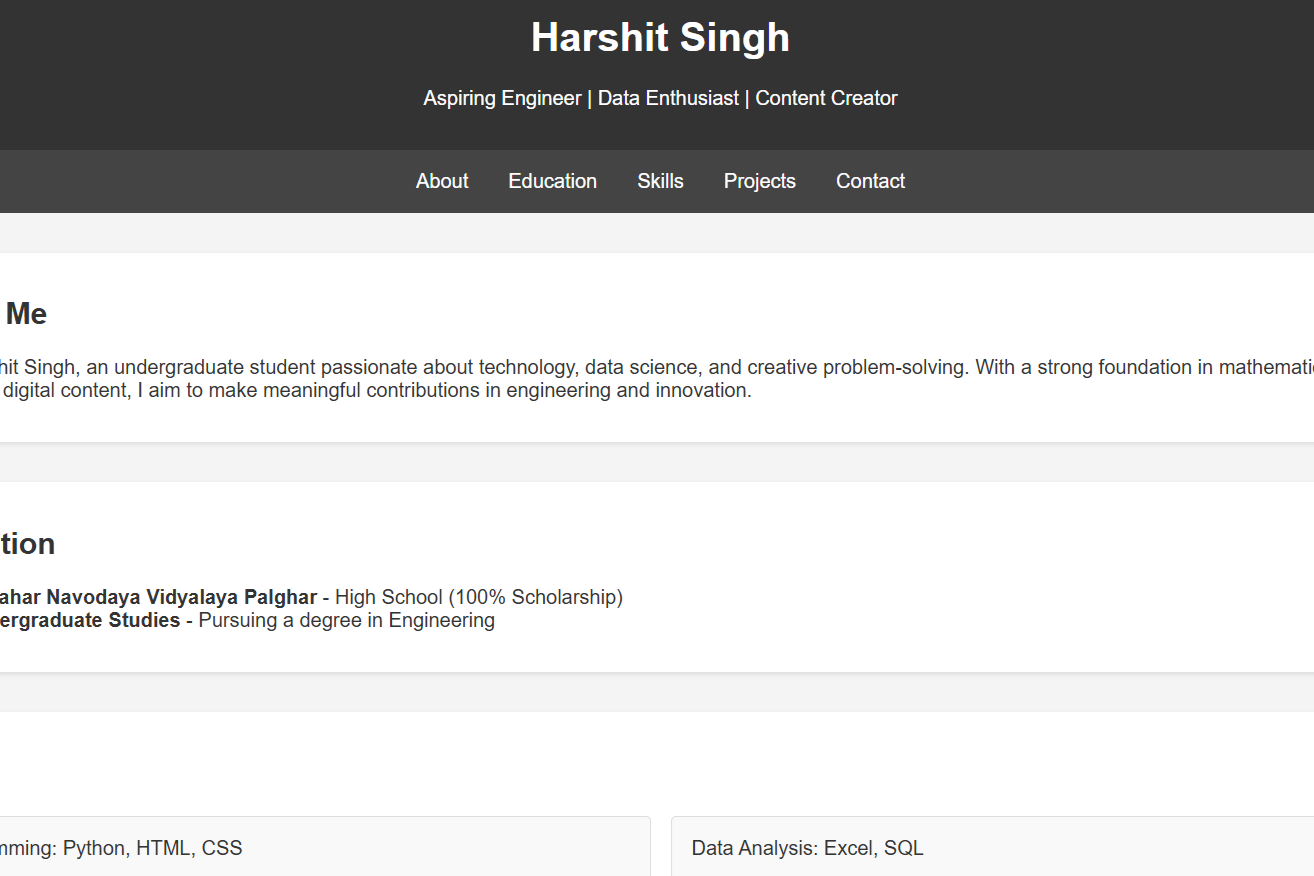 Harshit Singh
Aspiring Engineer | Data Enthusiast | Content Creator
About Education Skills Projects Contact
Me
hit Singh, an undergraduate student passionate about technology, data science, and creative problem-solving. With a strong foundation in mathemati
digital content, I aim to make meaningful contributions in engineering and innovation.
tion
ahar Navodaya Vidyalaya Palghar - High School (100% Scholarship)
ergraduate Studies - Pursuing a degree in Engineering
mming: Python, HTML, CSS
Data Analysis: Excel, SQL